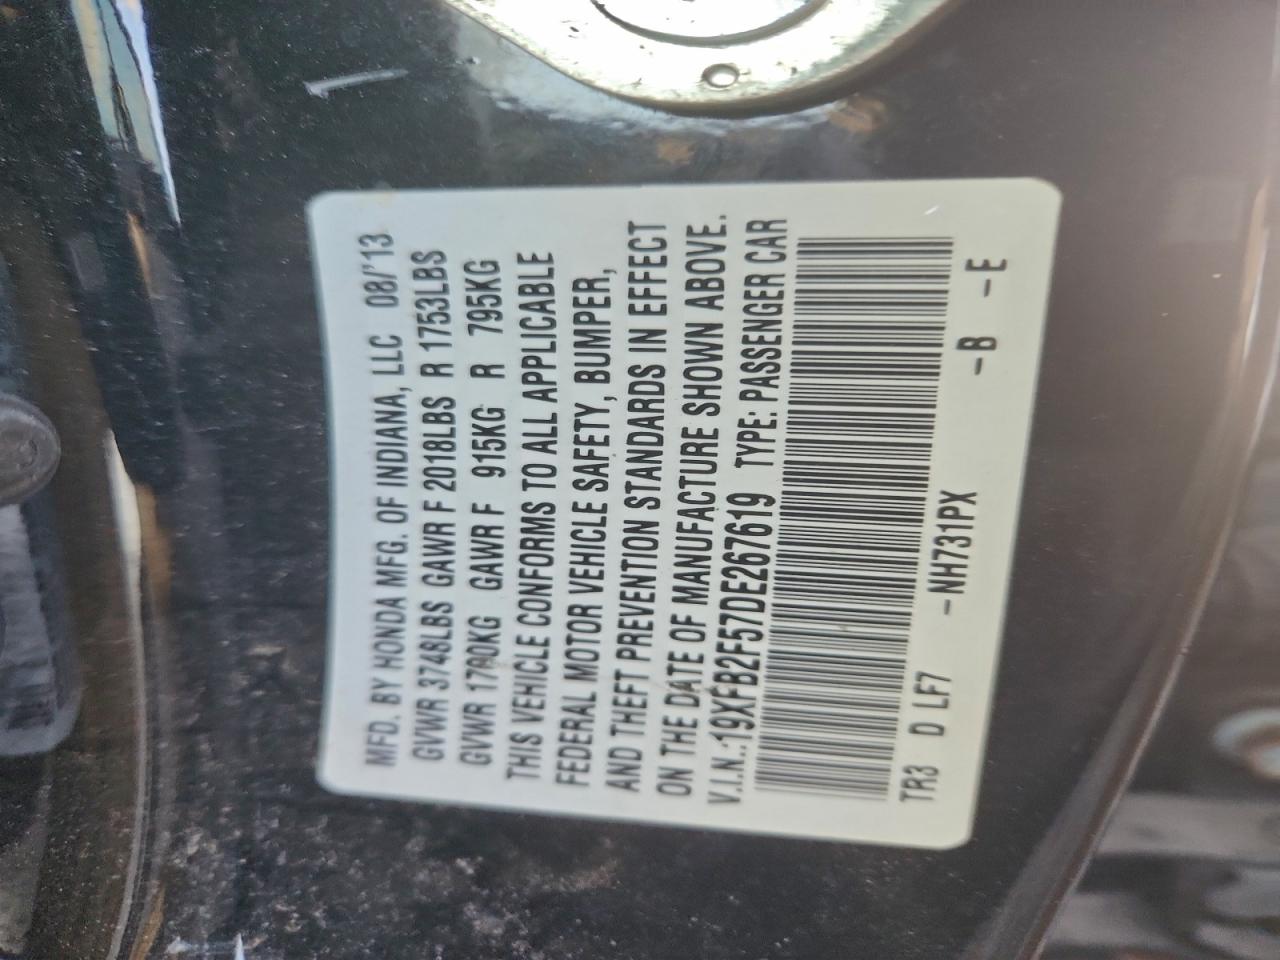 MFD. BY HONDA MFG. OF INDIANA, LLC 08/'13
GVWR 3748LBS GAWR F 2018LBS R 1753LBS
GVWR 1700KG GAWR F 915KG R 795KG
THIS VEHICLE CONFORMS TO ALL APPLICABLE
FEDERAL MOTOR VEHICLE SAFETY, BUMPER,
AND THEFT PREVENTION STANDARDS IN EFFECT
ON THE DATE OF MANUFACTURE SHOWN ABOVE.
V.I.N.:19XFB2F57DE267619 TYPE: PASSENGER CAR
TR3 D LF7 -NH731PX -B -E